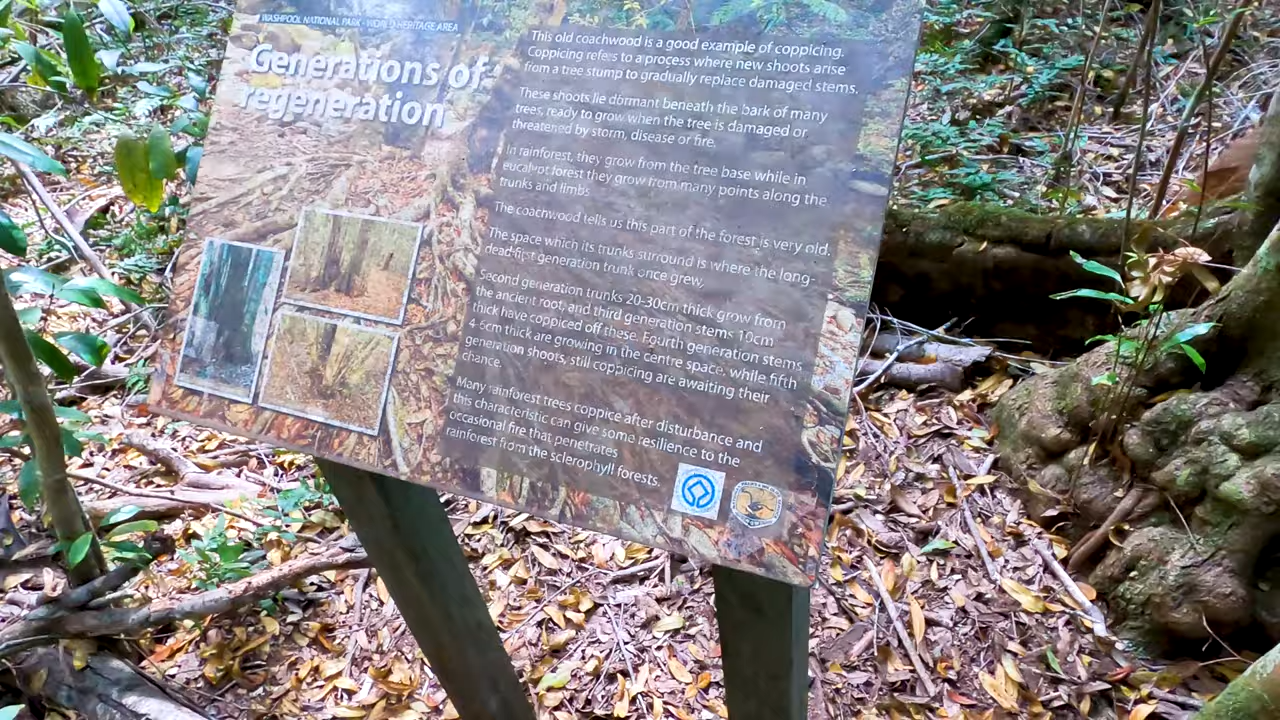 WASHPOOL NATIONAL PARK - WORLD HERITAGE AREA
Generations of
regeneration
This old coachwood is a good example of coppicing.
Coppicing refers to a process where new shoots arise
from a tree stump to gradually replace damaged stems.
These shoots lie dormant beneath the bark of many
trees, ready to grow when the tree is damaged or
threatened by storm, disease or fire.
In rainforest, they grow from the tree base while in
eucalypt forest they grow from many points along the
trunks and limbs.
The coachwood tells us this part of the forest is very old.
The space which its trunks surround is where the long-
dead first generation trunk once grew.
Second generation trunks 20-30cm thick grow from
the ancient root, and third generation stems 10cm
thick have coppiced off these. Fourth generation stems
4-6cm thick are growing in the centre space, while fifth
generation shoots, still coppicing are awaiting their
chance.
Many rainforest trees coppice after disturbance and
this characteristic can give some resilience to the
occasional fire that penetrates
rainforest from the sclerophyll forests.